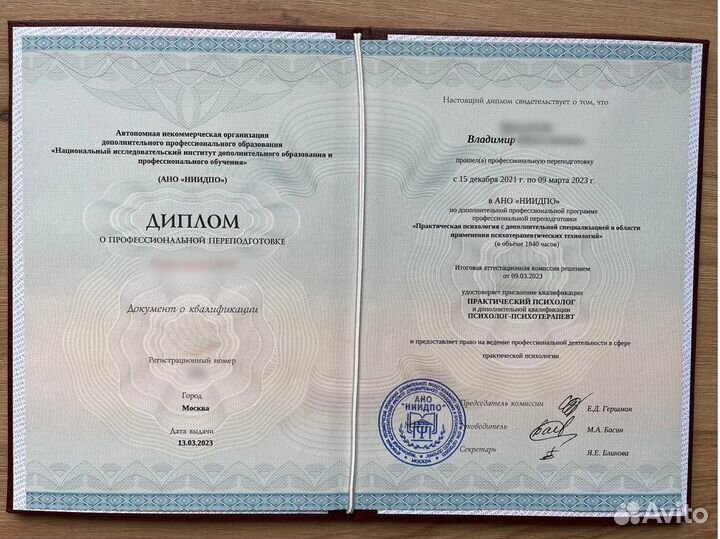 Автономная некоммерческая организация
дополнительного профессионального образования
«Национальный исследовательский институт дополнительного образования и
профессионального обучения»
(АНО «НИИДПО»)
ДИПЛОМ
О ПРОФЕССИОНАЛЬНОЙ ПЕРЕПОДГОТОВКЕ
Документ о квалификации
Регистрационный номер
Город
Москва
Дата выдачи
13.03.2023
Настоящий диплом свидетельствует о том, что
Владимир
прошел(а) профессиональную переподготовку
с 15 декабря 2021 г. по 09 марта 2023 г.
в АНО «НИИДПО»
по дополнительной профессиональной программе
профессиональной переподготовки
«Практическая психология с дополнительной специализацией в области
применения психотерапевтических технологий»
(в объёме 1840 часов)
Итоговая аттестационная комиссия решением
от 09.03.2023
удостоверяет присвоение квалификации
ПРАКТИЧЕСКИЙ ПСИХОЛОГ
и дополнительной квалификации
ПСИХОЛОГ-ПСИХОТЕРАПЕВТ
и предоставляет право на ведение профессиональной деятельности в сфере
практической психологии
Председатель комиссии Е.Д. Гершман
Руководитель М.А. Басин
Секретарь Я.Е. Блинова
АНО
"НИИДПО"
МОСКВА
Avito